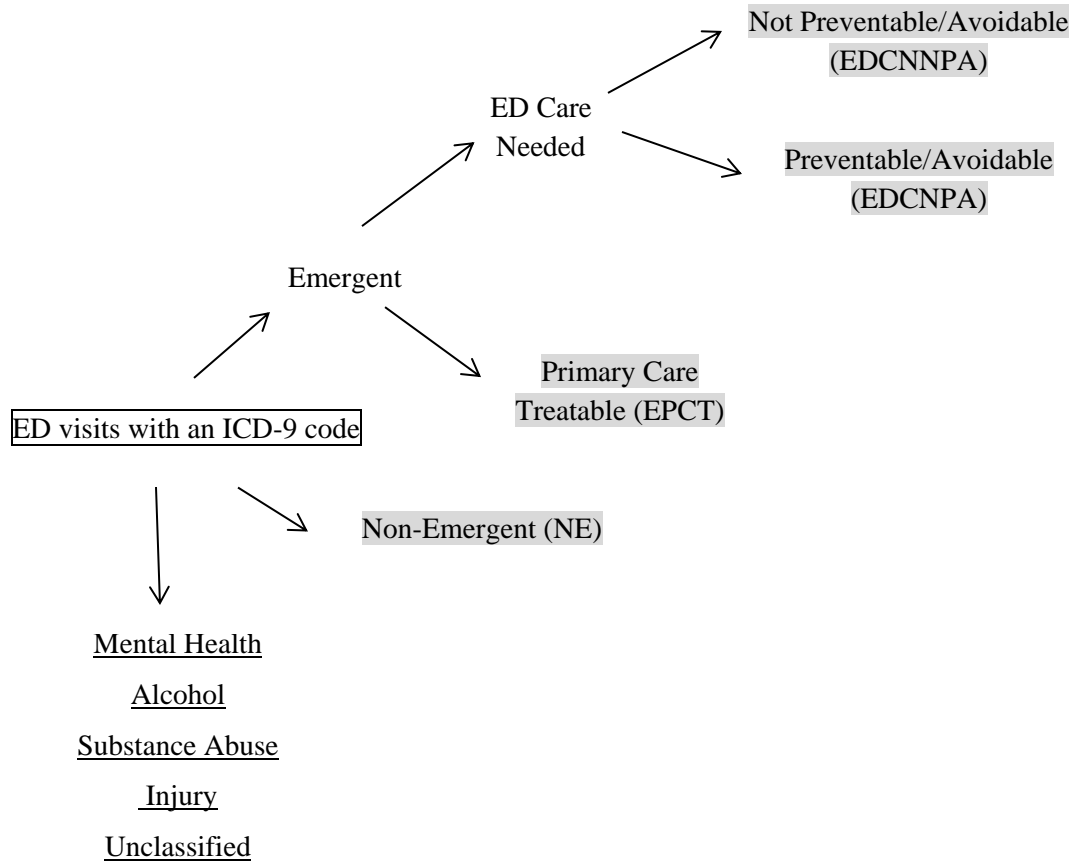 Not Preventable/Avoidable
(EDCNNPA)
ED Care
Needed
Preventable/Avoidable
(EDCNPA)
Emergent
Primary Care
Treatable (EPCT)
ED visits with an ICD-9 code
Non-Emergent (NE)
Mental Health
Alcohol
Substance Abuse
Injury
Unclassified